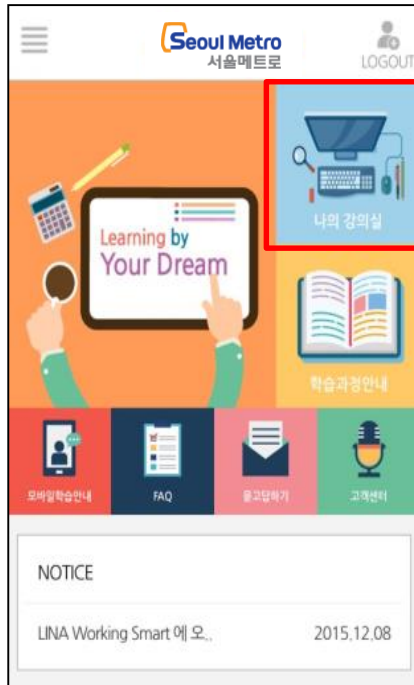 Seoul Metro
서울메트로
LOGOUT
Learning by
Your Dream
나의 강의실
학습과정안내
모바일학습안내
FAQ
묻고답하기
고객센터
NOTICE
LINA Working Smart 에 오..
2015.12.08